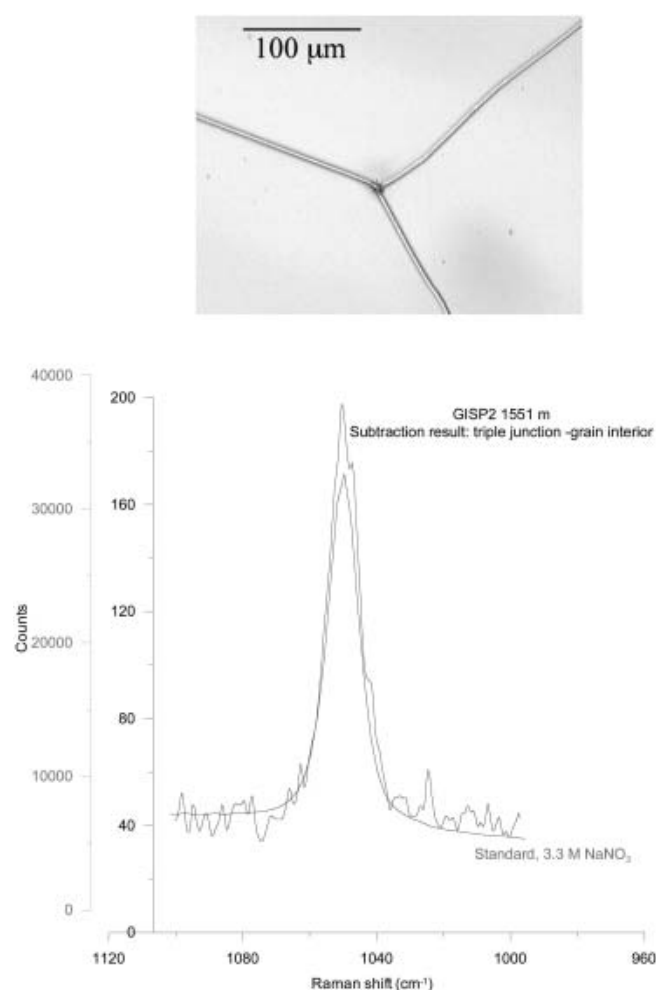 100 μm
40000
200
GISP2 1551 m
Subtraction result: triple junction -grain interior
160
30000
120
Counts
20000
80
10000
40
Standard, 3.3 M NaNO₃
0
0
1120
1080
1040
1000
960
Raman shift (cm⁻¹)